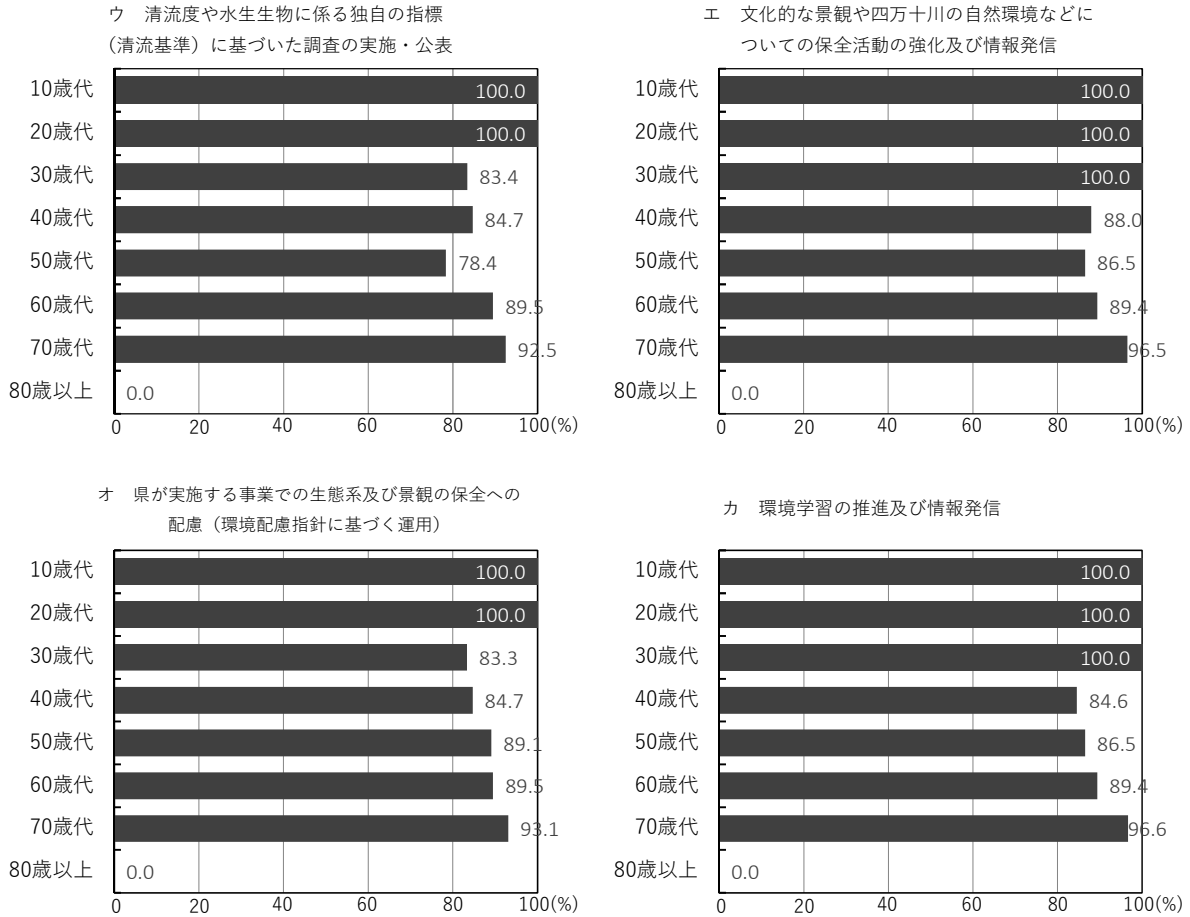 ウ　清流度や水生生物に係る独自の指標
（清流基準）に基づいた調査の実施・公表
10歳代 100.0
20歳代 100.0
30歳代 83.4
40歳代 84.7
50歳代 78.4
60歳代 89.5
70歳代 92.5
80歳以上 0.0
0 20 40 60 80 100(%)
エ　文化的な景観や四万十川の自然環境などに
ついての保全活動の強化及び情報発信
10歳代 100.0
20歳代 100.0
30歳代 100.0
40歳代 88.0
50歳代 86.5
60歳代 89.4
70歳代 96.5
80歳以上 0.0
0 20 40 60 80 100(%)
オ　県が実施する事業での生態系及び景観の保全への
配慮（環境配慮指針に基づく運用）
10歳代 100.0
20歳代 100.0
30歳代 83.3
40歳代 84.7
50歳代 89.1
60歳代 89.5
70歳代 93.1
80歳以上 0.0
0 20 40 60 80 100(%)
カ　環境学習の推進及び情報発信
10歳代 100.0
20歳代 100.0
30歳代 100.0
40歳代 84.6
50歳代 86.5
60歳代 89.4
70歳代 96.6
80歳以上 0.0
0 20 40 60 80 100(%)